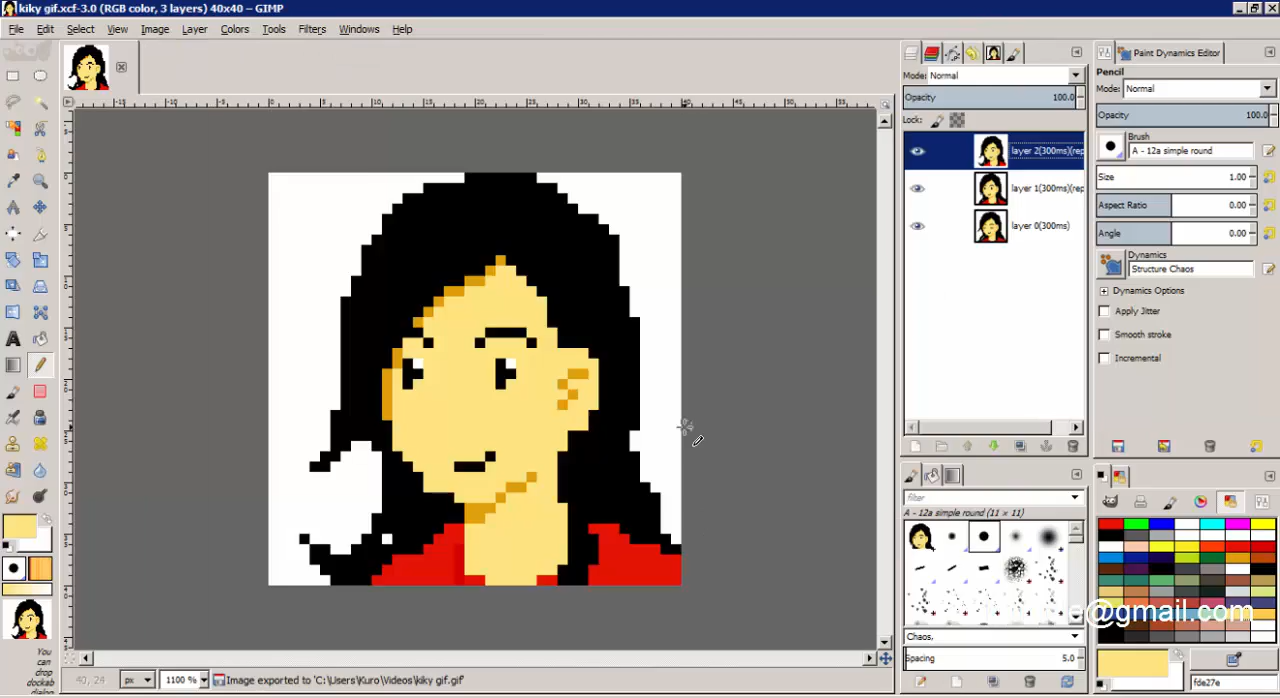 kiky gif.xcf-3.0 (RGB color, 3 layers) 40x40 – GIMP
File Edit Select View Image Layer Colors Tools Filters Windows Help
Mode: Normal
Opacity 100.0
Lock:
layer 2(300ms)(rep
layer 1(300ms)(rep
layer 0(300ms)
Paint Dynamics Editor
Pencil
Mode: Normal
Opacity 100.0
Brush
A - 12a simple round
Size 1.00
Aspect Ratio 0.00
Angle 0.00
Dynamics
Structure Chaos
Dynamics Options
Apply Jitter
Smooth stroke
Incremental
filter
A - 12a simple round (11 × 11)
Chaos,
Spacing 5.0
@gmail.com
fde27e
You
can
drop
dockab
40, 24 px 1100 % Image exported to 'C:\Users\Kuro\Videos\kiky gif.gif'